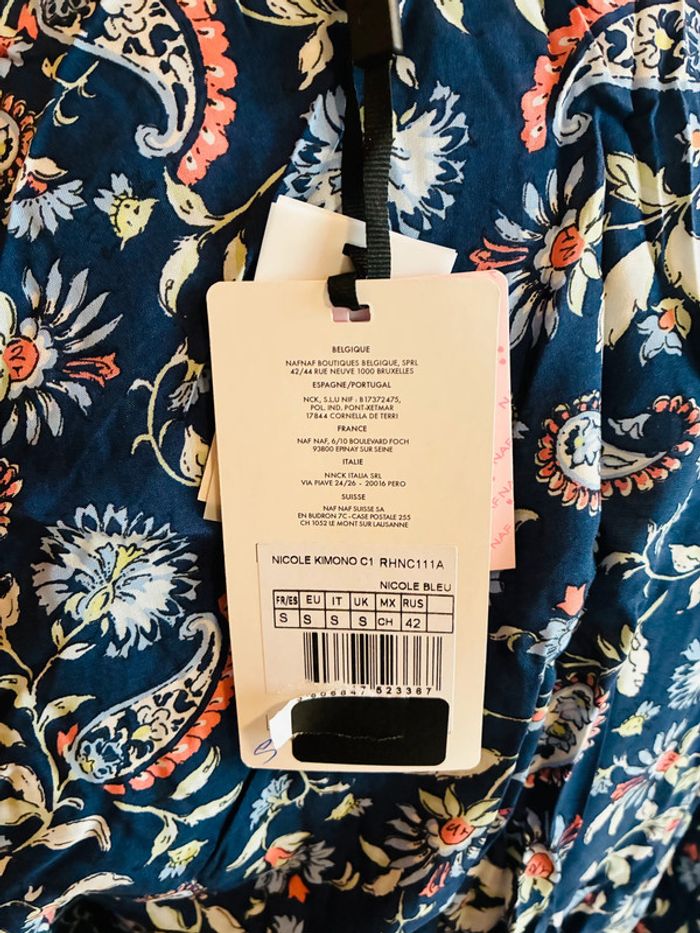 BELGIQUE
NAFNAF BOUTIQUES BELGIQUE, SPRL
42/44 RUE NEUVE 1000 BRUXELLES
ESPAGNE/PORTUGAL
NCK, S.L.U NIF : B17372475,
POL. IND. PONT-XETMAR
17844 CORNELLA DE TERRI
FRANCE
NAF NAF, 6/10 BOULEVARD FOCH
93800 EPINAY SUR SEINE
ITALIE
NNCK ITALIA SRL
VIA PIAVE 24/26 - 20016 PERO
SUISSE
NAF NAF SUISSE SA
EN BUDRON 7C - CASE POSTALE 255
CH 1052 LE MONT SUR LAUSANNE
NICOLE KIMONO C1 RHNC111A
NICOLE BLEU
FR/ES EU IT UK MX RUS
S S S S CH 42
606847 523367
S
NAF
NAF
NAF